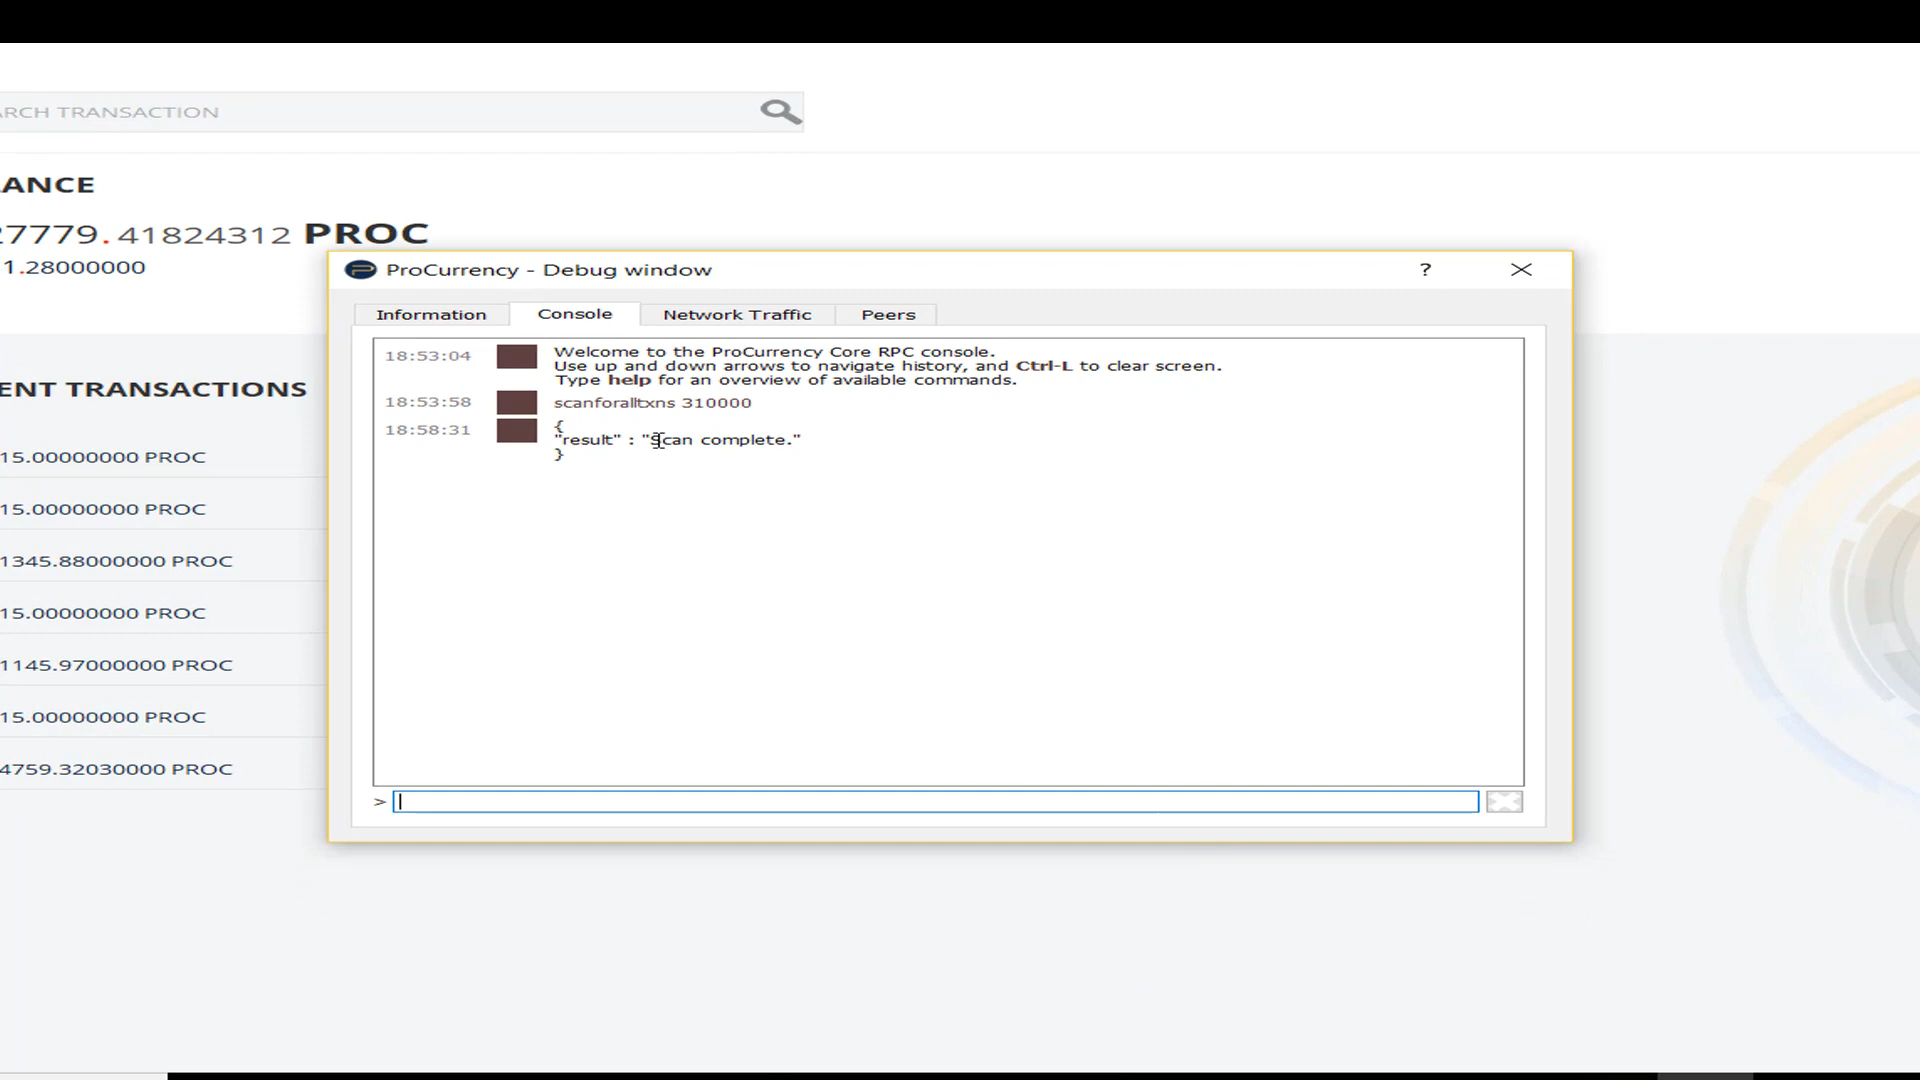 ARCH TRANSACTION
LANCE
27779.41824312 PROC
1.28000000
ProCurrency - Debug window
?
Information
Console
Network Traffic
Peers
18:53:04
Welcome to the ProCurrency Core RPC console.
Use up and down arrows to navigate history, and Ctrl-L to clear screen.
Type help for an overview of available commands.
18:53:58
scanforalltxns 310000
18:58:31
{
"result" : "Scan complete."
}
ENT TRANSACTIONS
15.00000000 PROC
15.00000000 PROC
1345.88000000 PROC
15.00000000 PROC
1145.97000000 PROC
15.00000000 PROC
4759.32030000 PROC
>